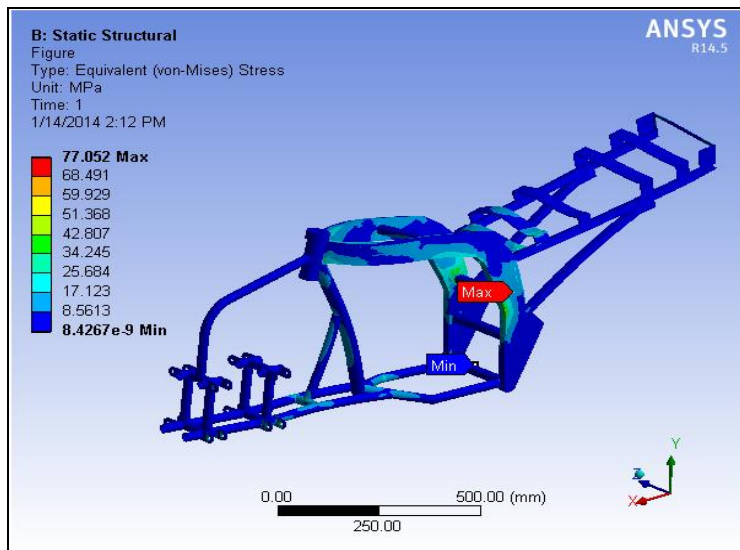 B: Static Structural
Figure
Type: Equivalent (von-Mises) Stress
Unit: MPa
Time: 1
1/14/2014 2:12 PM
ANSYS
R14.5
77.052 Max
68.491
59.929
51.368
42.807
34.245
25.684
17.123
8.5613
8.4267e-9 Min
Max
Min
0.00 500.00 (mm)
250.00
Y
Z
X